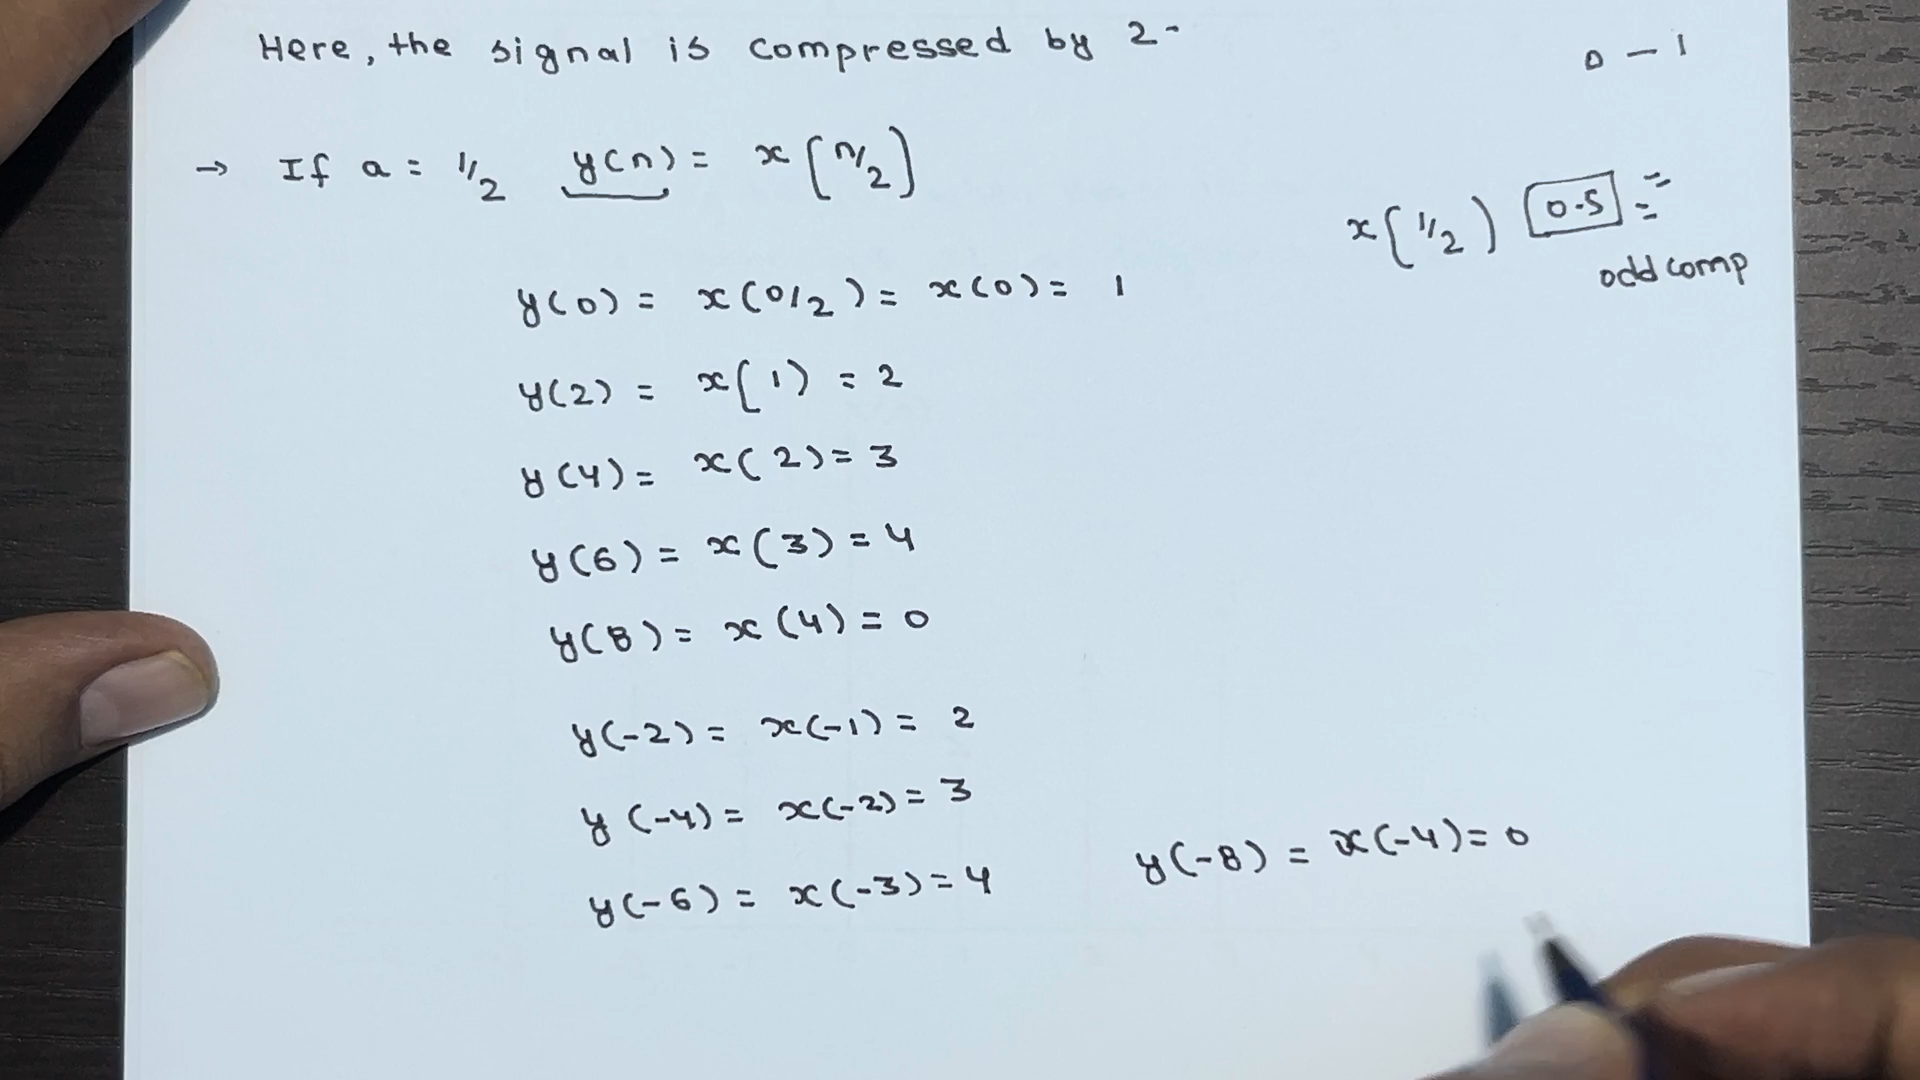 Here, the signal is compressed by 2-
0 - 1
→ If a = 1/2 y(n) = x[n/2]
x(1/2) 0.5 =
odd comp
y(0) = x(0/2) = x(0) = 1
y(2) = x(1) = 2
y(4) = x(2) = 3
y(6) = x(3) = 4
y(8) = x(4) = 0
y(-2) = x(-1) = 2
y(-4) = x(-2) = 3
y(-6) = x(-3) = 4
y(-8) = x(-4) = 0